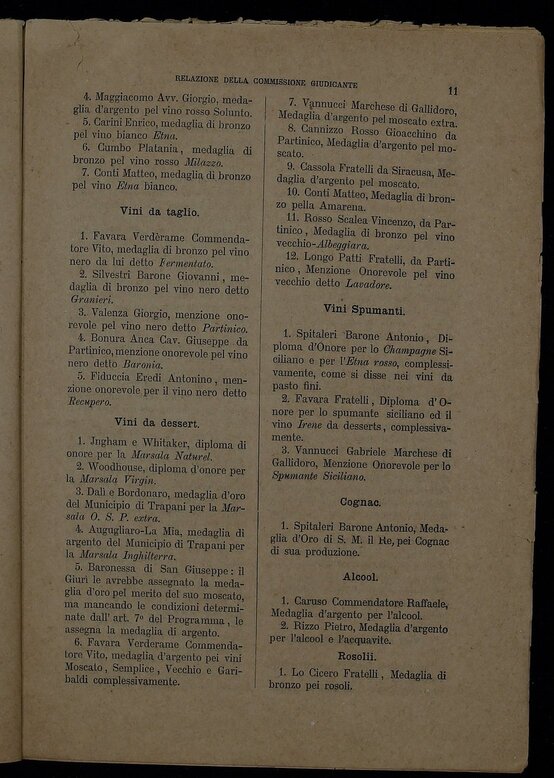 RELAZIONE DELLA COMMISSIONE GIUDICANTE
11
4. Maggiacomo Avv. Giorgio, meda-
glia d'argento pel vino rosso Solunto.
5. Carini Enrico, medaglia di bronzo
pel vino bianco Etna.
6. Cumbo Platania, medaglia di
bronzo pel vino rosso Milazzo.
7. Conti Matteo, medaglia di bronzo
pel vino Etna bianco.
Vini da taglio.
1. Favara Verderame Commenda-
tore Vito, medaglia di bronzo pel vino
nero da lui detto Fermentato.
2. Silvestri Barone Giovanni, me-
daglia di bronzo pel vino nero detto
Granieri.
3. Valenza Giorgio, menzione ono-
revole pel vino nero detto Partinico.
4. Bonura Anca Cav. Giuseppe da
Partinico, menzione onorevole pel vino
nero detto Baronia.
5. Fiduccia Eredi Antonino, men-
zione onorevole per il vino nero detto
Recupero.
Vini da dessert.
1. Jngham e Whitaker, diploma di
onore per la Marsala Naturel.
2. Woodhouse, diploma d'onore per
la Marsala Virgin.
3. Dalì e Bordonaro, medaglia d'oro
del Municipio di Trapani per la Mar-
sala O. S. P. extra.
4. Augugliaro-La Mia, medaglia di
argento del Municipio di Trapani per
la Marsala Inghilterra.
5. Baronessa di San Giuseppe: il
Giurì le avrebbe assegnato la meda-
glia d'oro pel merito del suo moscato,
ma mancando le condizioni determi-
nate dall'art. 7º del Programma, le
assegna la medaglia di argento.
6. Favara Verderame Commenda-
tore Vito, medaglia d'argento pei vini
Moscato, Semplice, Vecchio e Gari-
baldi complessivamente.
7. Vannucci Marchese di Gallidoro,
Medaglia d'argento pel moscato extra.
8. Cannizzo Rosso Gioacchino da
Partinico, Medaglia d'argento pel mo-
scato.
9. Cassola Fratelli da Siracusa, Me-
daglia d'argento pel moscato.
10. Conti Matteo, Medaglia di bron-
zo pella Amarena.
11. Rosso Scalea Vincenzo, da Par-
tinico, Medaglia di bronzo pel vino
vecchio-Albeggiara.
12. Longo Patti Fratelli, da Parti-
nico, Menzione Onorevole pel vino
vecchio detto Lavadore.
Vini Spumanti.
1. Spitaleri Barone Antonio, Di-
ploma d'Onore per lo Champagne Si-
ciliano e per l'Etna rosso, complessi-
vamente, come si disse nei vini da
pasto fini.
2. Favara Fratelli, Diploma d'O-
nore per lo spumante siciliano ed il
vino Irene da desserts, complessiva-
mente.
3. Vannucci Gabriele Marchese di
Gallidoro, Menzione Onorevole per lo
Spumante Siciliano.
Cognac.
1. Spitaleri Barone Antonio, Meda-
glia d'Oro di S. M. il Re, pei Cognac
di sua produzione.
Alcool.
1. Caruso Commendatore Raffaele,
Medaglia d'argento per l'alcool.
2. Rizzo Pietro, Medaglia d'argento
per l'alcool e l'acquavite.
Rosolii.
1. Lo Cicero Fratelli, Medaglia di
bronzo pei rosoli.